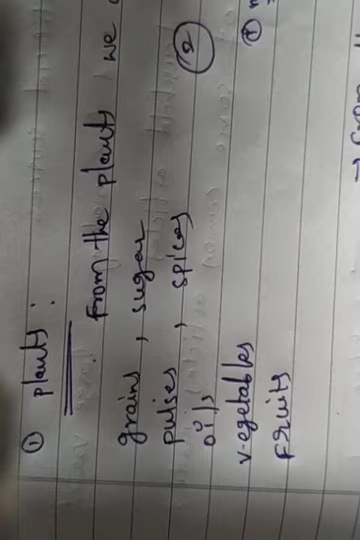 ① plants:
From the plants we
grains, sugar
pulses, spices ②
oils
vegetables
Fruits